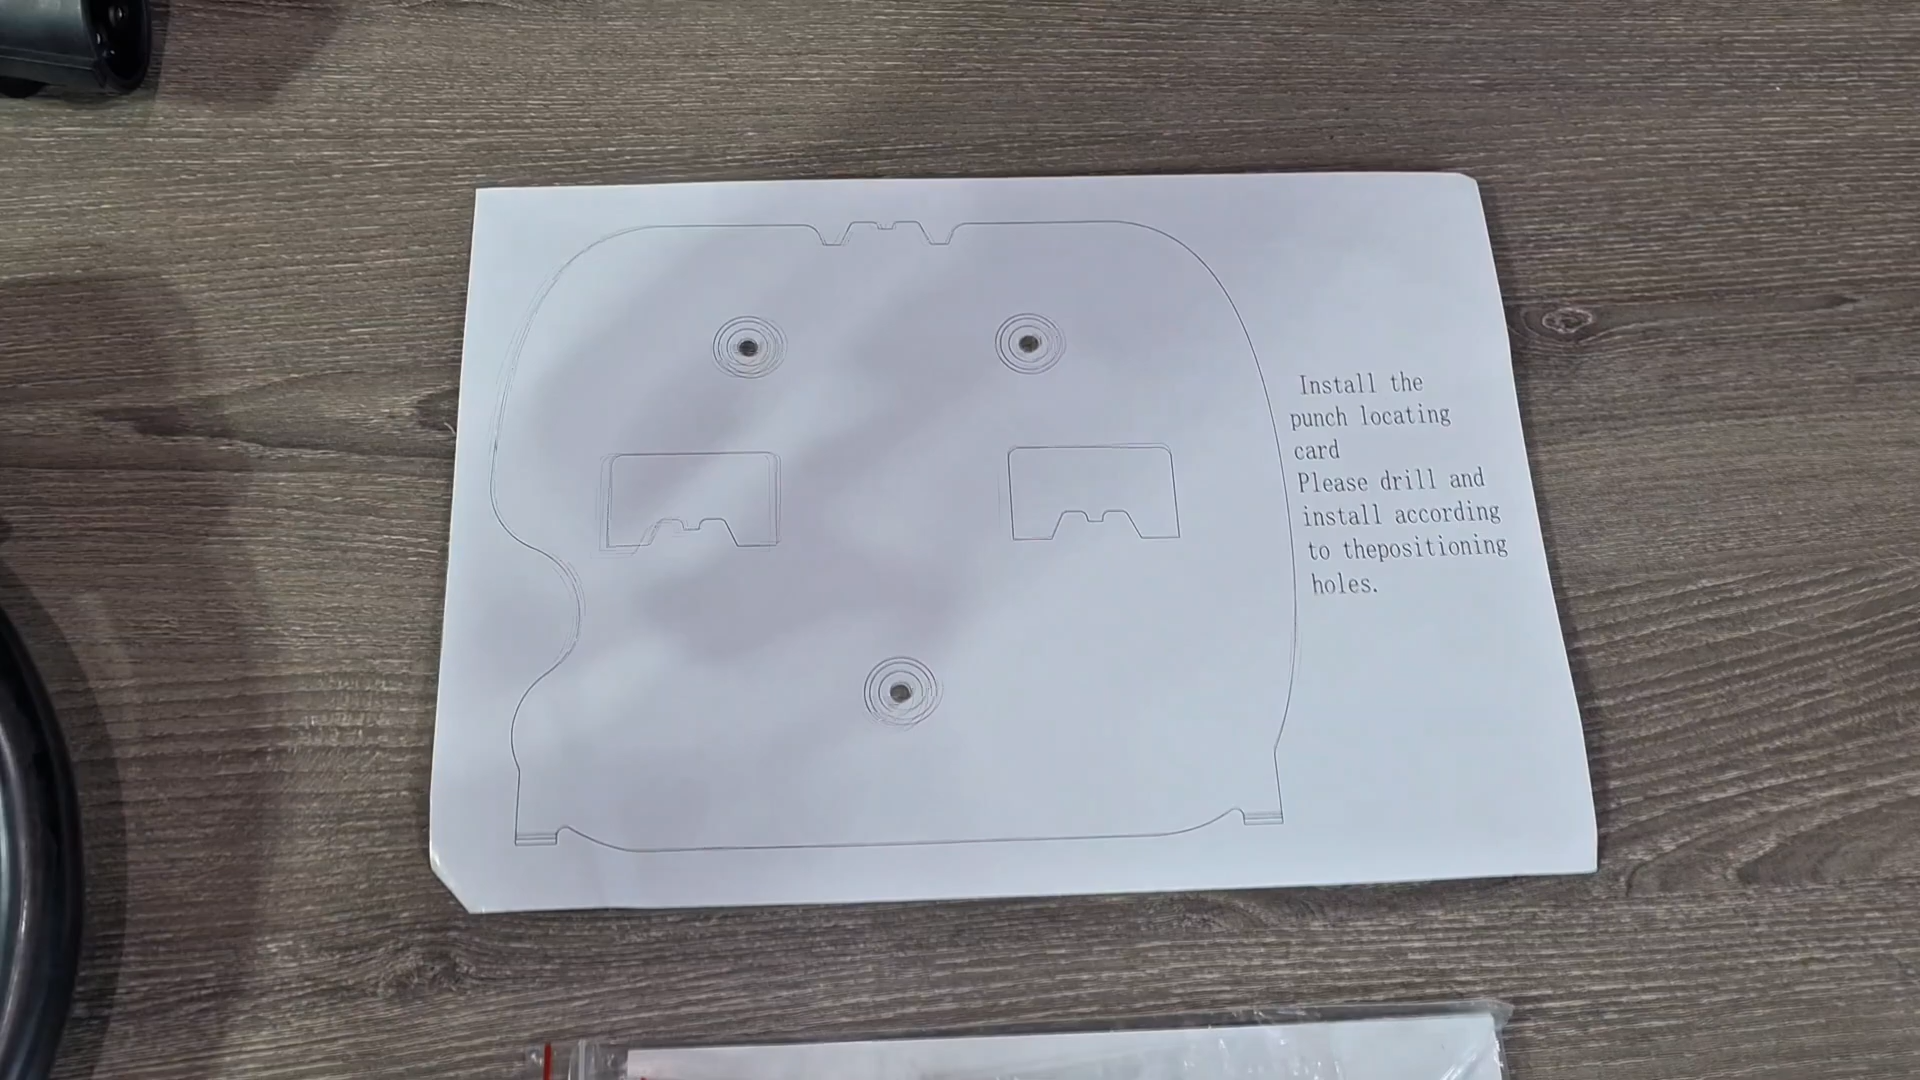 Install the
punch locating
card
Please drill and
install according
to thepositioning
holes.